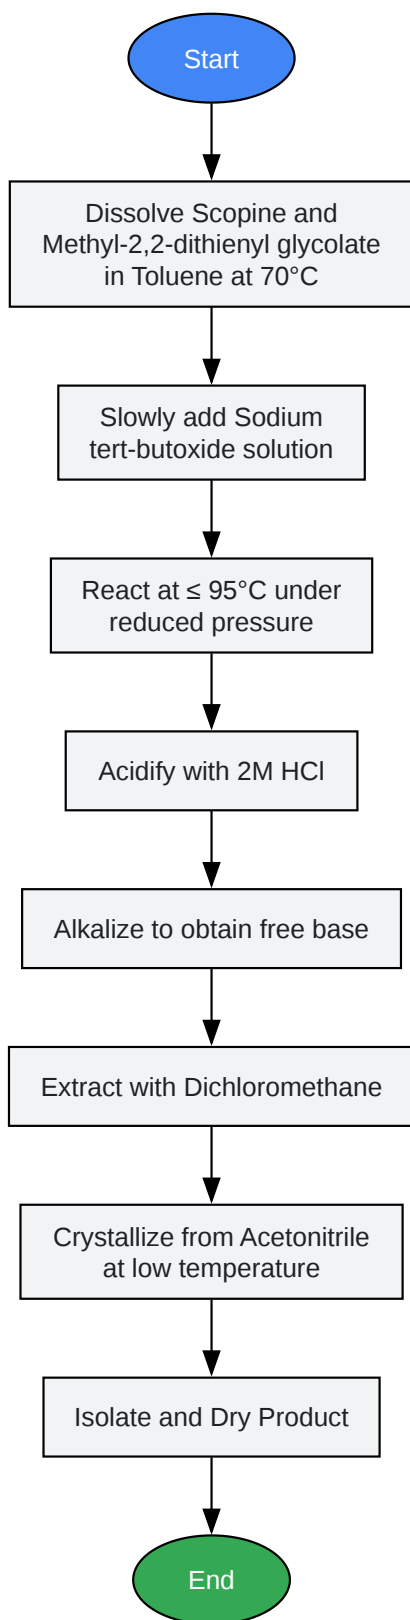 Start
Dissolve Scopine and
Methyl-2,2-dithienyl glycolate
in Toluene at 70°C
Slowly add Sodium
tert-butoxide solution
React at ≤ 95°C under
reduced pressure
Acidify with 2M HCl
Alkalize to obtain free base
Extract with Dichloromethane
Crystallize from Acetonitrile
at low temperature
Isolate and Dry Product
End